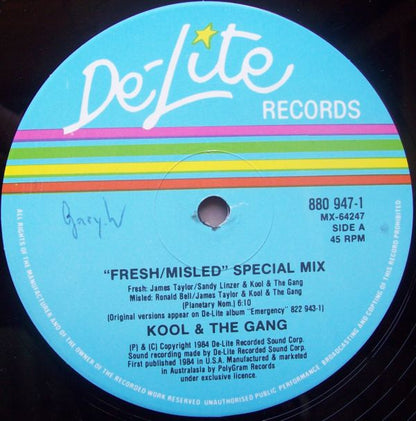 De-Lite
RECORDS
880 947-1
MX-64247
SIDE A
45 RPM
Gary.W
"FRESH/MISLED" SPECIAL MIX
Fresh: James Taylor/Sandy Linzer & Kool & The Gang
Misled: Ronald Bell/James Taylor & Kool & The Gang
(Planetary Nom.) 6:10
(Original versions appear on De-Lite album "Emergency" 822 943-1)
KOOL & THE GANG
(P) & (C) Copyright 1984 De-Lite Recorded Sound Corp.
Sound recording made by De-Lite Recorded Sound Corp.
First published 1984 in U.S.A. Manufactured & marketed
in Australasia by PolyGram Records
under exclusive licence.
ALL RIGHTS OF THE MANUFACTURER AND OF THE OWNER OF THE RECORDED WORK RESERVED UNAUTHORISED PUBLIC PERFORMANCE, BROADCASTING AND COPYING OF THIS RECORD PROHIBITED